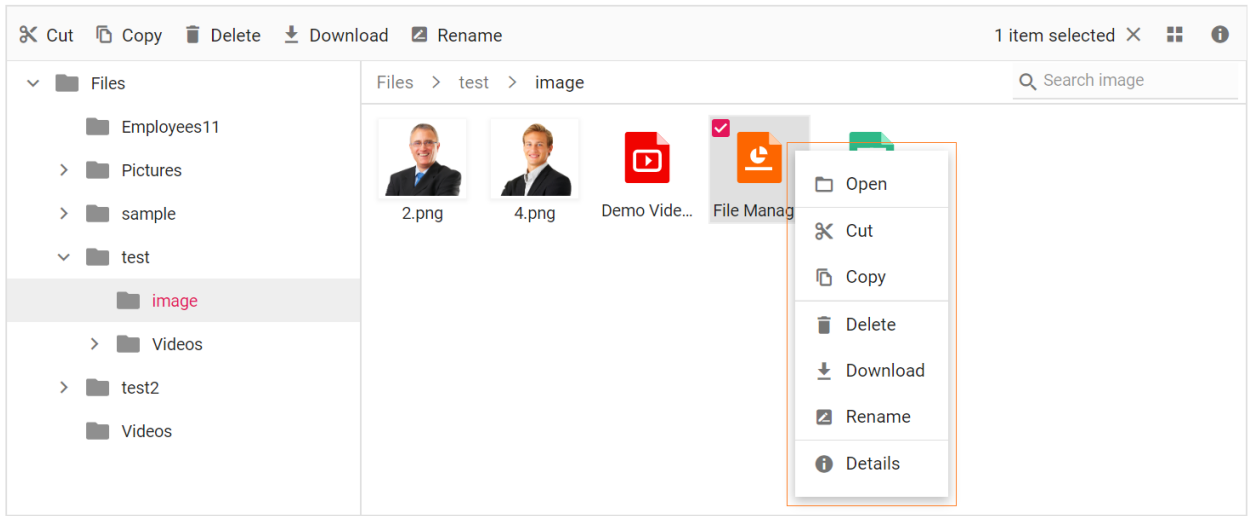 Cut Copy Delete Download Rename 1 item selected
Files
Employees11
Pictures
sample
test
image
Videos
test2
Videos
Files > test > image
Search image
2.png
4.png
Demo Vide...
File Manag
Open
Cut
Copy
Delete
Download
Rename
Details